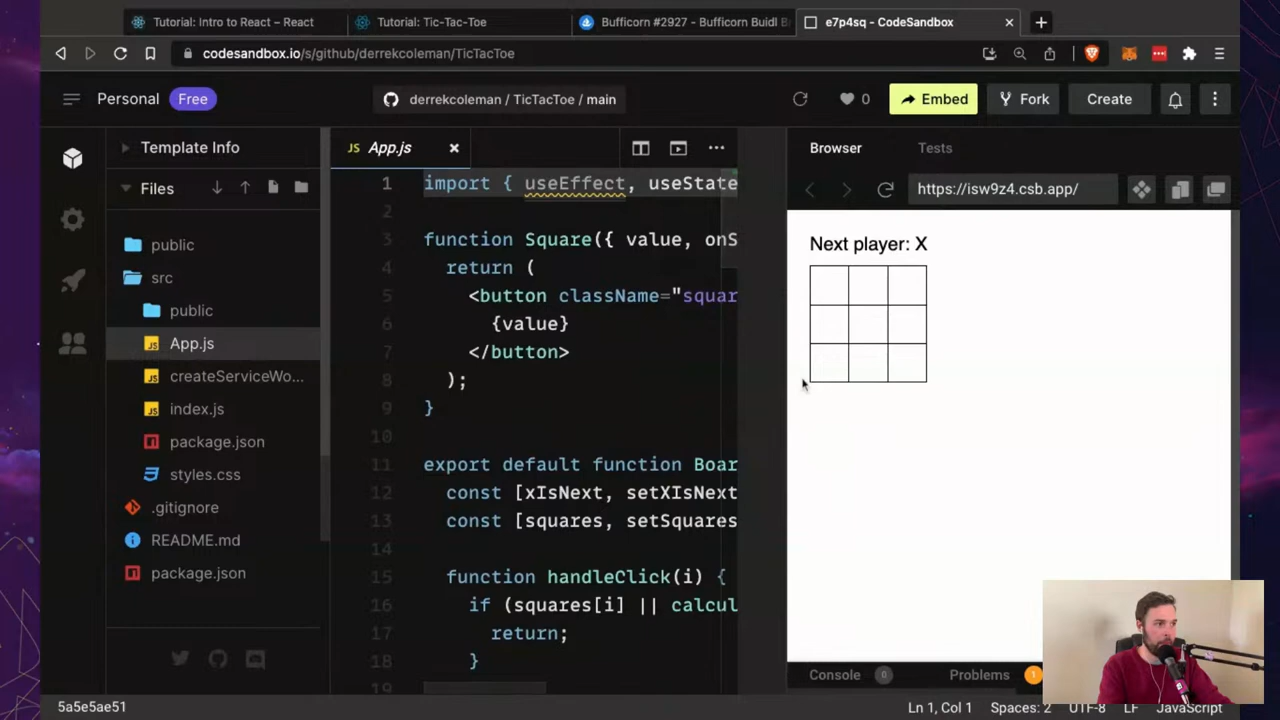 Tutorial: Intro to React – React
Tutorial: Tic-Tac-Toe
Bufficorn #2927 - Bufficorn Buidl B
e7p4sq - CodeSandbox
codesandbox.io/s/github/derrekcoleman/TicTacToe
Personal Free
derrekcoleman / TicTacToe / main
0
Embed
Fork
Create
Template Info
Files
public
src
public
App.js
createServiceWo...
index.js
package.json
styles.css
.gitignore
README.md
package.json
JS App.js
1 import { useEffect, useState
2
3 function Square({ value, onS
4 return (
5 <button className="squar
6 {value}
7 </button>
8 );
9 }
10
11 export default function Boar
12 const [xIsNext, setXIsNext
13 const [squares, setSquares
14
15 function handleClick(i) {
16 if (squares[i] || calcul
17 return;
18 }
19
Browser Tests
https://isw9z4.csb.app/
Next player: X
Console 0 Problems 1
5a5e5ae51
Ln 1, Col 1 Spaces: 2 UTF-8 LF JavaScript